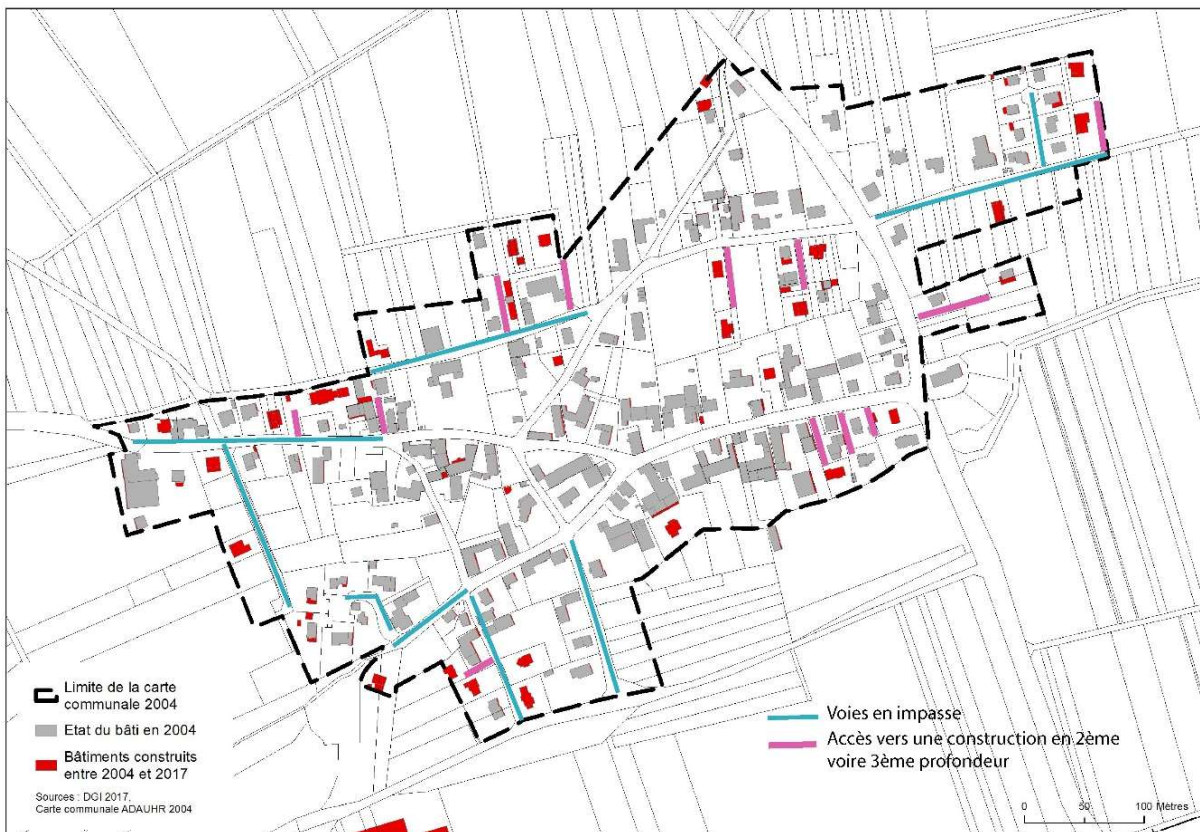 Limite de la carte
communale 2004
Etat du bâti en 2004
Bâtiments construits
entre 2004 et 2017
Sources : DGI 2017,
Carte communale ADAUHR 2004
Voies en impasse
Accès vers une construction en 2ème
voire 3ème profondeur
0 50 100 Mètres